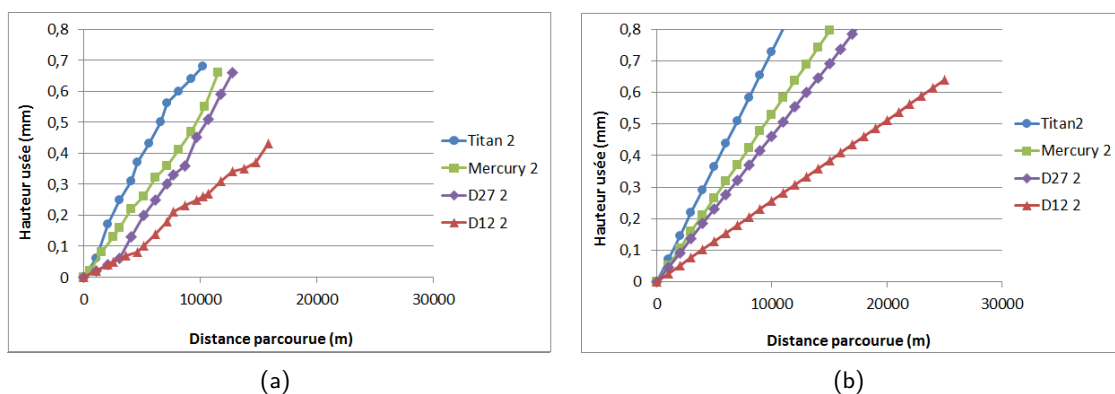 0,8
0,7
0,6
0,5
0,4
0,3
0,2
0,1
0
Hauteur usée (mm)
0 10000 20000 30000
Distance parcourue (m)
Titan 2
Mercury 2
D27 2
D12 2
(a)
0,8
0,7
0,6
0,5
0,4
0,3
0,2
0,1
0
Hauteur usée (mm)
0 10000 20000 30000
Distance parcourue (m)
Titan2
Mercury 2
D27 2
D12 2
(b)